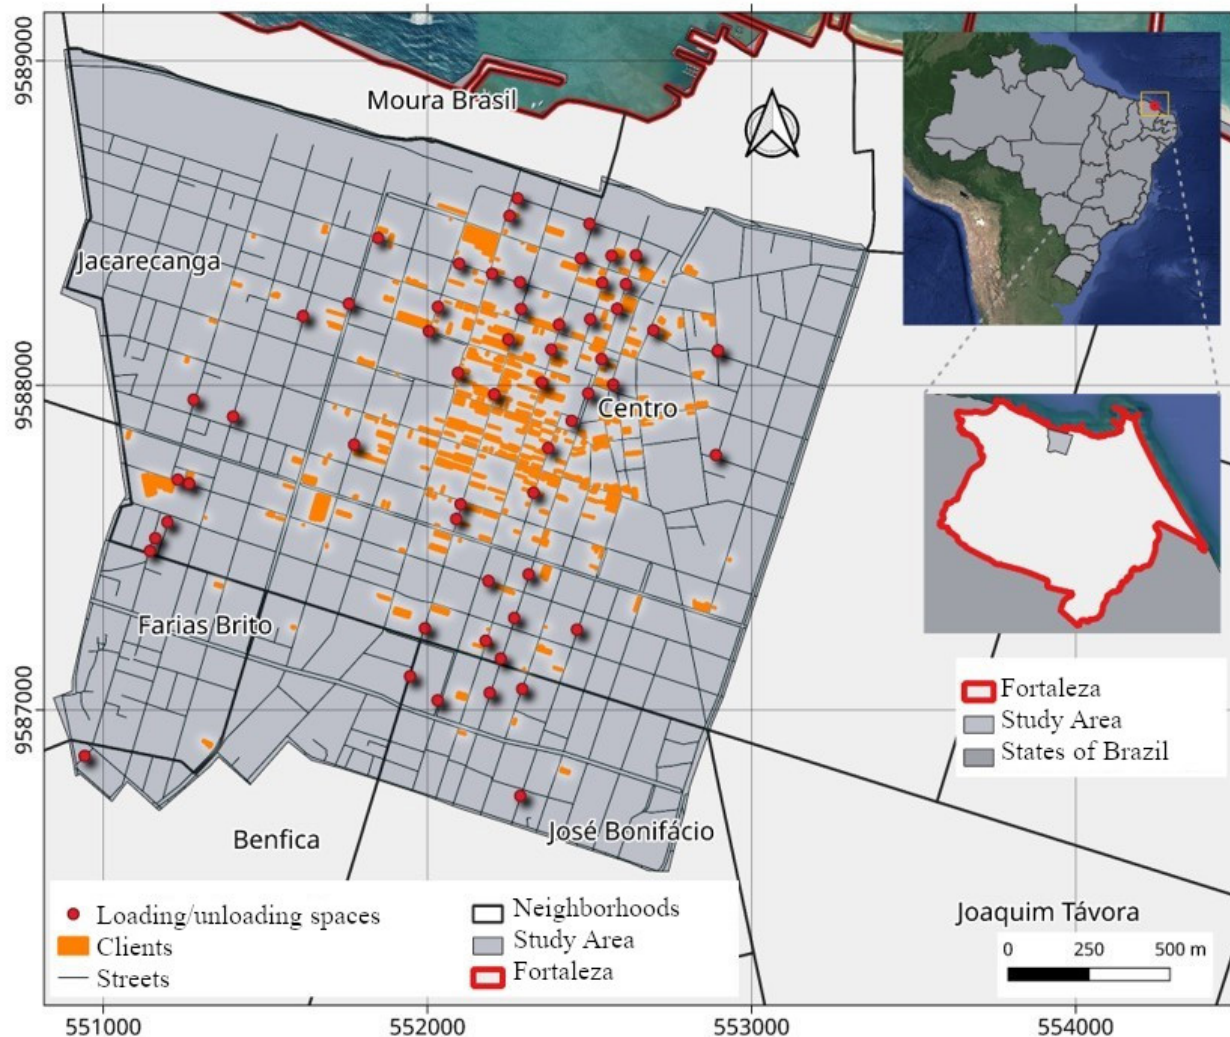 9589000
Moura Brasil
Jacarecanga
9588000
Centro
Farias Brito
9587000
Benfica
José Bonifácio
Joaquim Távora
Fortaleza
Study Area
States of Brazil
Loading/unloading spaces
Clients
Streets
Neighborhoods
Study Area
Fortaleza
0 250 500 m
551000 552000 553000 554000